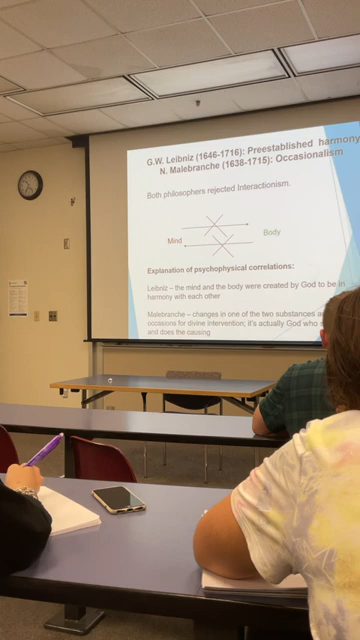 G.W. Leibniz (1646-1716): Preestablished harmony
N. Malebranche (1638-1715): Occasionalism
Both philosophers rejected Interactionism.
Mind
Body
Explanation of psychophysical correlations:
Leibniz – the mind and the body were created by God to be in
harmony with each other
Malebranche – changes in one of the two substances
occasions for divine intervention; it's actually God who
and does the causing